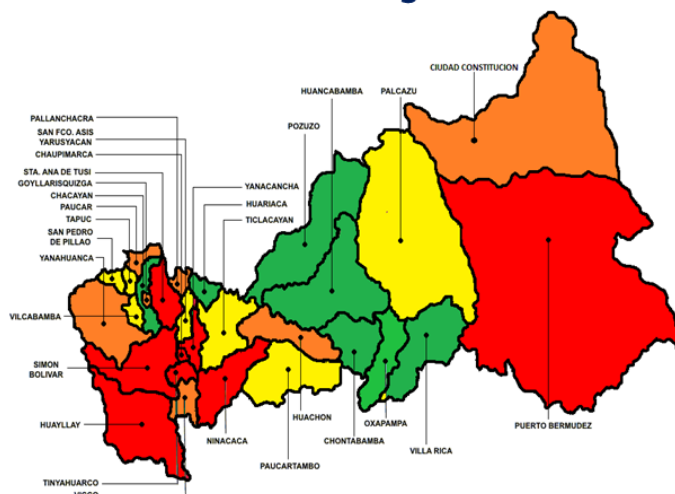 CIUDAD CONSTITUCION
HUANCABAMBA
PALCAZU
PALLANCHACRA
POZUZO
SAN FCO. ASIS
YARUSYACAN
CHAUPIMARCA
STA. ANA DE TUSI
YANACANCHA
GOYLLARISQUIZGA
CHACAYAN
HUARIACA
PAUCAR
TICLACAYAN
TAPUC
SAN PEDRO
DE PILLAO
YANAHUANCA
VILCABAMBA
SIMON
BOLIVAR
HUACHON
OXAPAMPA
HUAYLLAY
PUERTO BERMUDEZ
NINACACA
CHONTABAMBA
VILLA RICA
PAUCARTAMBO
TINYAHUARCO